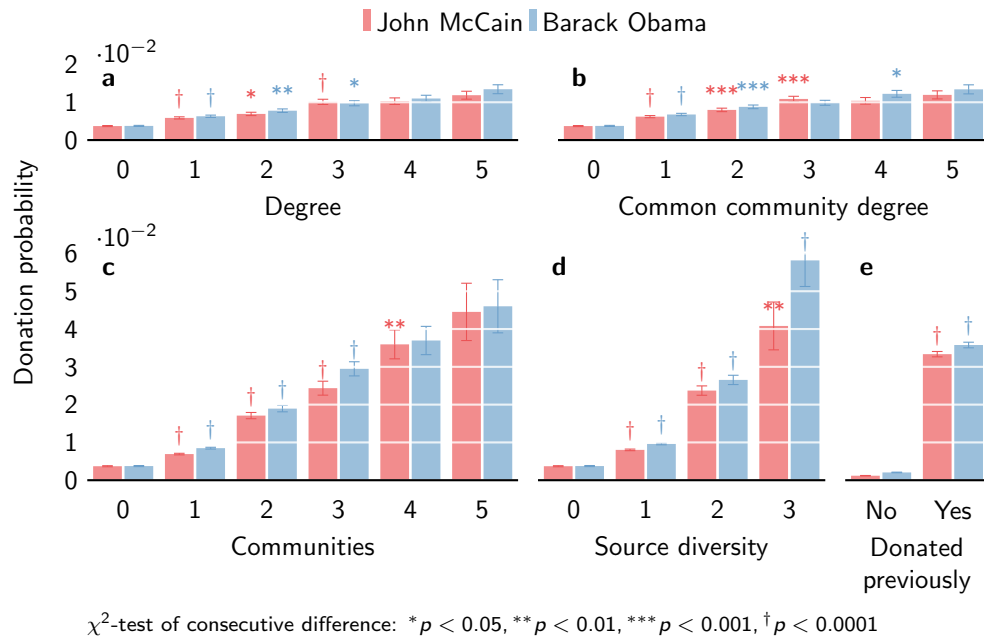 John McCain Barack Obama
·10⁻²
2
1
0
a
† † * ** † *
0 1 2 3 4 5
Degree
b
† † *** *** *** *
0 1 2 3 4 5
Common community degree
Donation probability
·10⁻²
6
5
4
3
2
1
0
c
† † † † † † **
0 1 2 3 4 5
Communities
d
† † † † ** †
0 1 2 3
Source diversity
e
† †
No Yes
Donated
previously
χ²-test of consecutive difference: *p < 0.05, **p < 0.01, ***p < 0.001, †p < 0.0001